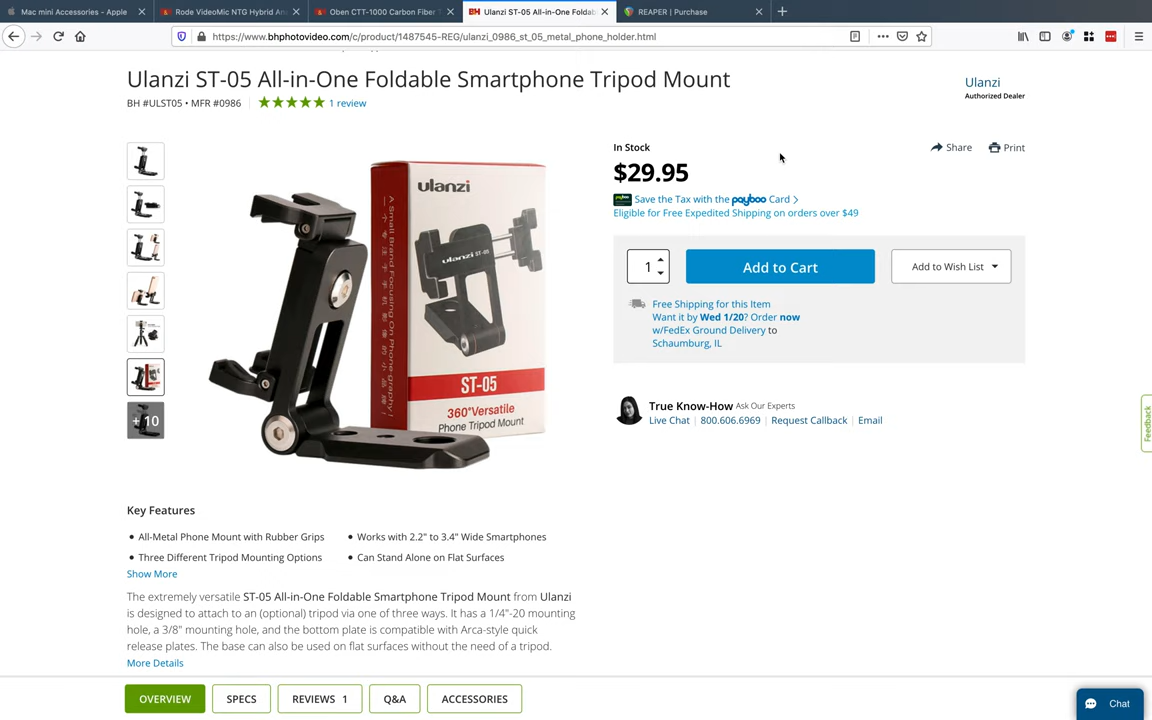 Mac mini Accessories - Apple
Rode VideoMic NTG Hybrid An
Oben CTT-1000 Carbon Fiber
BH Ulanzi ST-05 All-in-One Foldab
REAPER | Purchase
https://www.bhphotovideo.com/c/product/1487545-REG/ulanzi_0986_st_05_metal_phone_holder.html
Ulanzi ST-05 All-in-One Foldable Smartphone Tripod Mount
BH #ULST05 • MFR #0986
1 review
Ulanzi
Authorized Dealer
In Stock
Share
Print
$29.95
Save the Tax with the payboo Card >
Eligible for Free Expedited Shipping on orders over $49
1
Add to Cart
Add to Wish List
Free Shipping for this Item
Want it by Wed 1/20? Order now
w/FedEx Ground Delivery to
Schaumburg, IL
True Know-How Ask Our Experts
Live Chat | 800.606.6969 | Request Callback | Email
Feedback
+ 10
ulanzi
A Small Brand Focusing On Phone-graphy!
ulanzi ST-05
ST-05
360°Versatile
Phone Tripod Mount
Key Features
• All-Metal Phone Mount with Rubber Grips
• Works with 2.2" to 3.4" Wide Smartphones
• Three Different Tripod Mounting Options
• Can Stand Alone on Flat Surfaces
Show More
The extremely versatile ST-05 All-in-One Foldable Smartphone Tripod Mount from Ulanzi
is designed to attach to an (optional) tripod via one of three ways. It has a 1/4"-20 mounting
hole, a 3/8" mounting hole, and the bottom plate is compatible with Arca-style quick
release plates. The base can also be used on flat surfaces without the need of a tripod.
More Details
OVERVIEW
SPECS
REVIEWS 1
Q&A
ACCESSORIES
Chat